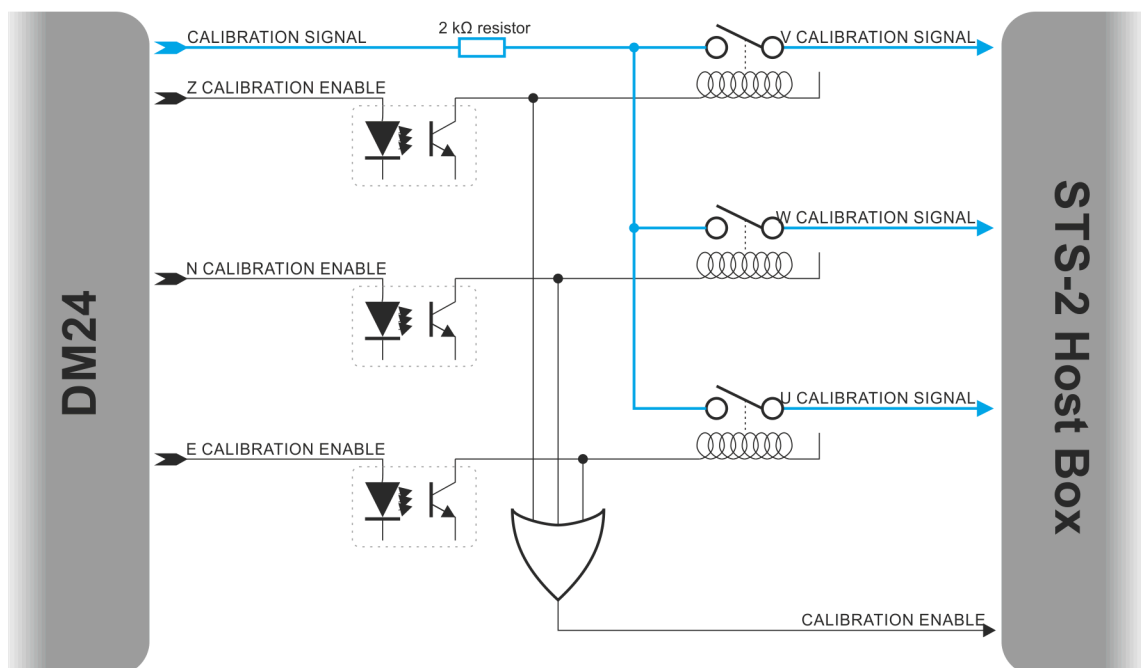 2 kΩ resistor
CALIBRATION SIGNAL
V CALIBRATION SIGNAL
Z CALIBRATION ENABLE
W CALIBRATION SIGNAL
N CALIBRATION ENABLE
DM24
STS-2 Host Box
U CALIBRATION SIGNAL
E CALIBRATION ENABLE
CALIBRATION ENABLE